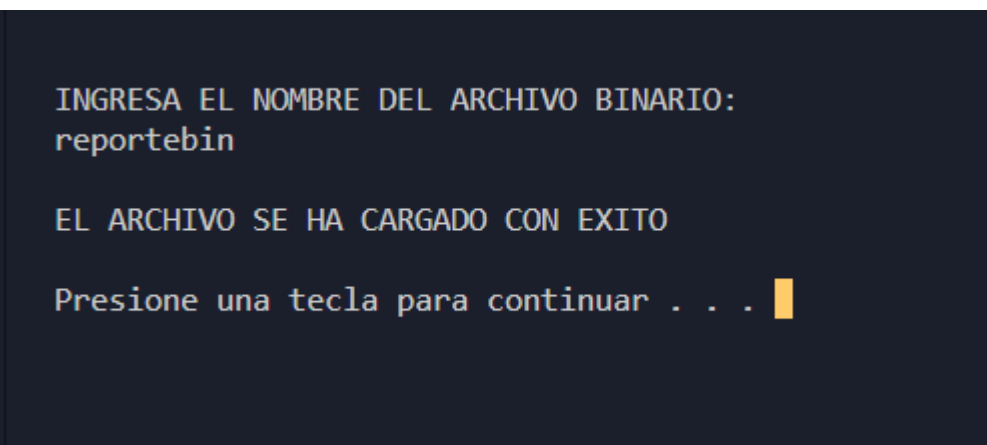 INGRESA EL NOMBRE DEL ARCHIVO BINARIO:
reportebin
EL ARCHIVO SE HA CARGADO CON EXITO
Presione una tecla para continuar . . .